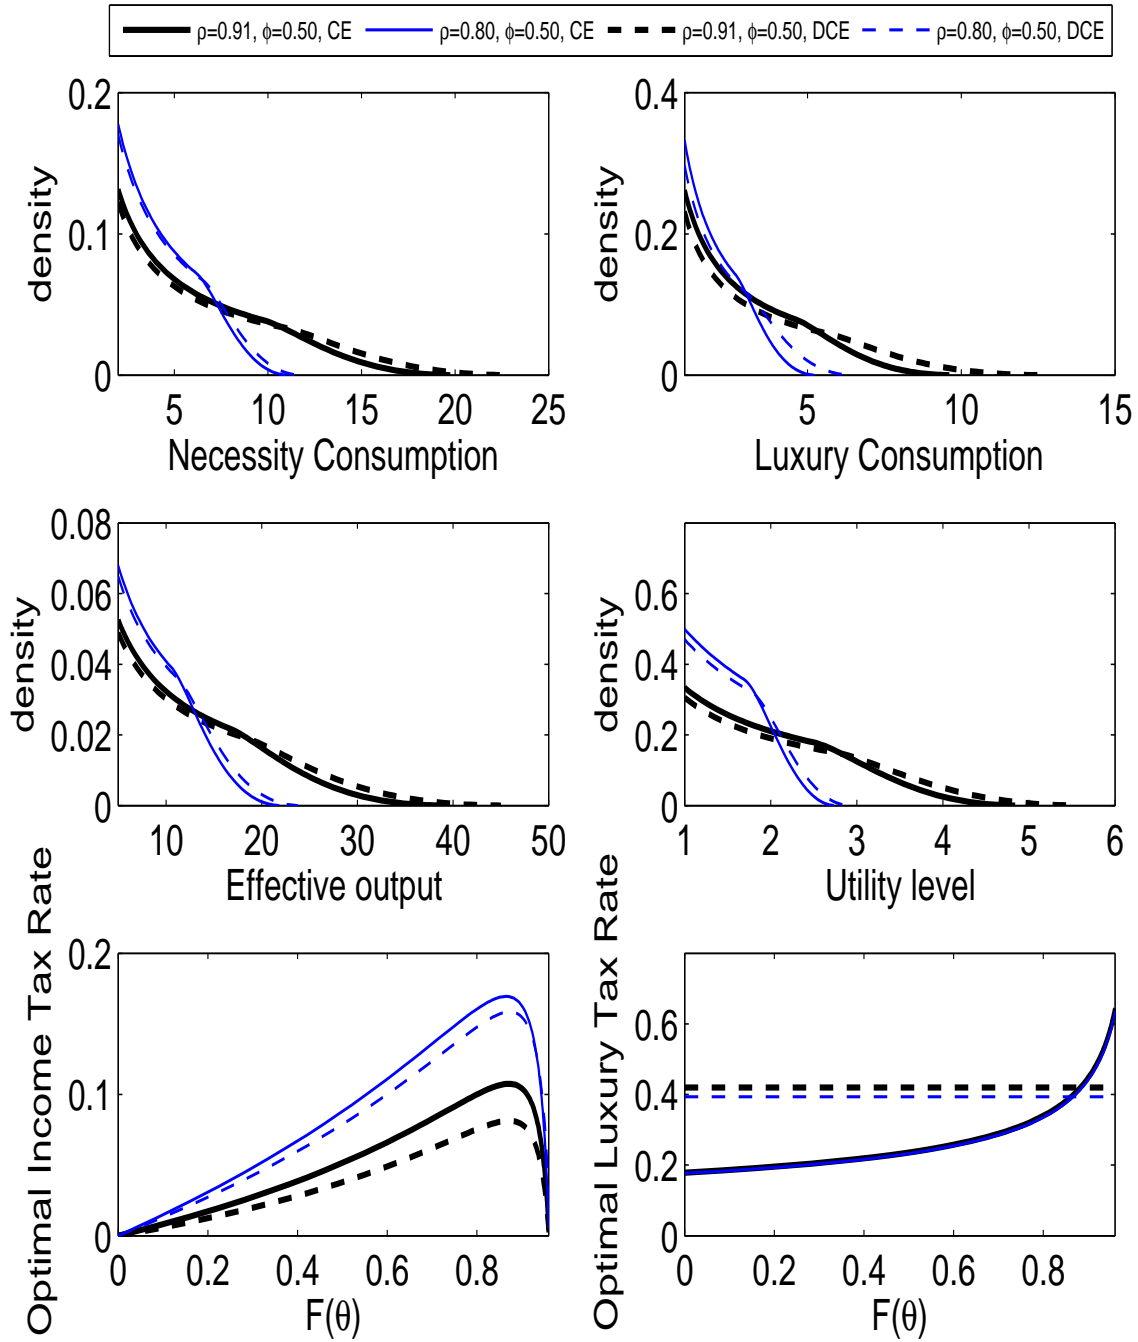 ρ=0.91, ϕ=0.50, CE ρ=0.80, ϕ=0.50, CE ρ=0.91, ϕ=0.50, DCE ρ=0.80, ϕ=0.50, DCE
density
0.2
0.1
0
5 10 15 20 25
Necessity Consumption
density
0.4
0.2
0
5 10 15
Luxury Consumption
density
0.08
0.06
0.04
0.02
0
10 20 30 40 50
Effective output
density
0.6
0.4
0.2
0
1 2 3 4 5 6
Utility level
Optimal Income Tax Rate
0.2
0.1
0
0 0.2 0.4 0.6 0.8
F(θ)
Optimal Luxury Tax Rate
0.6
0.4
0.2
0
0 0.2 0.4 0.6 0.8
F(θ)